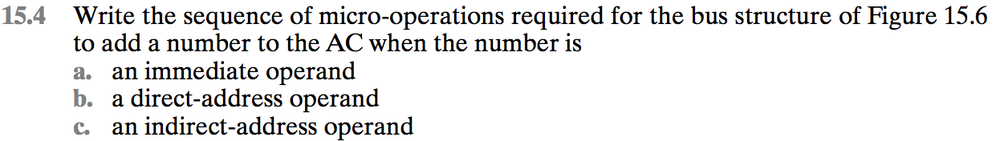 15.4 Write the sequence of micro-operations required for the bus structure of Figure 15.6
to add a number to the AC when the number is
a. an immediate operand
b. a direct-address operand
c. an indirect-address operand